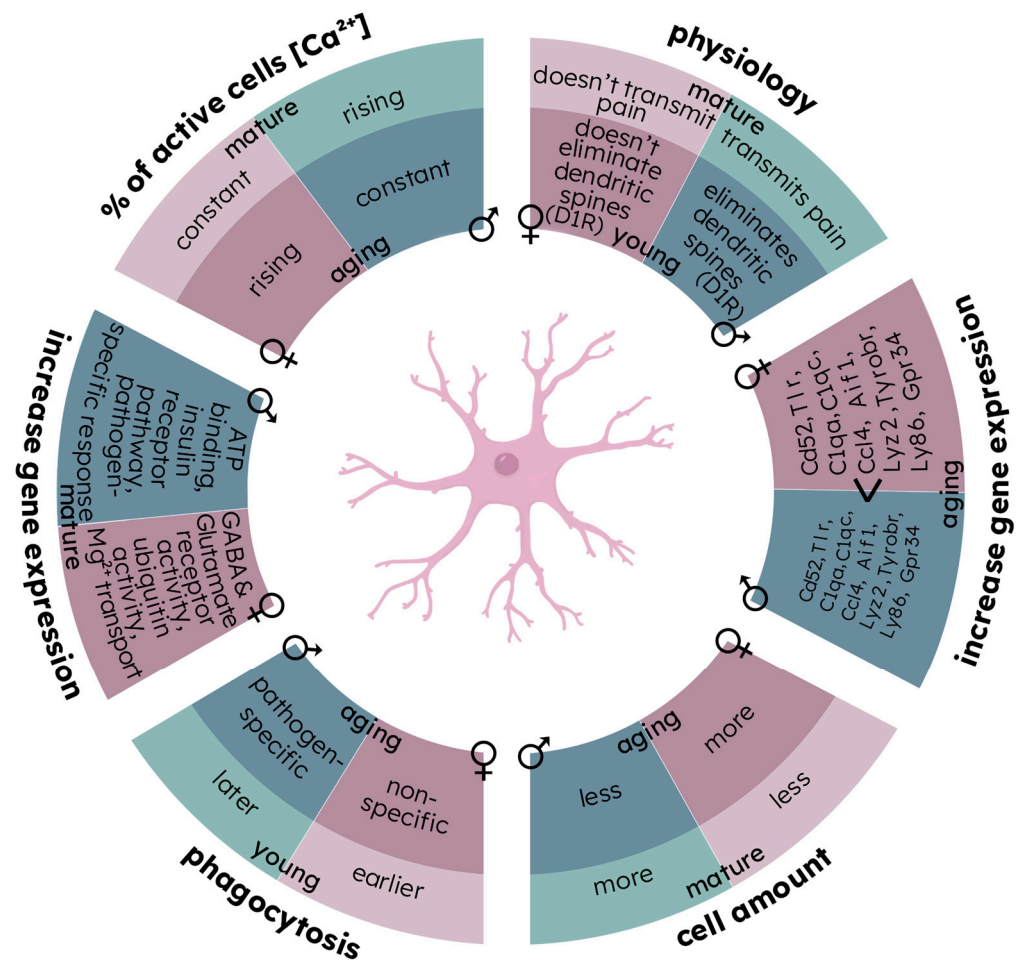 % of active cells [Ca²⁺]
mature
rising
constant
constant
rising
aging
♂
♀
physiology
doesn't transmit
pain
mature
transmits pain
doesn't
eliminate
dendritic
spines
(D1R)
young
eliminates
dendritic
spines
(D1R)
♀
♂
increase gene expression
Cd52, Tlr,
C1qa, C1qc,
Ccl4, Aif1,
Lyz2, Tyrobr,
Ly86, Gpr34
aging
>
Cd52, Tlr,
C1qa, C1qc,
Ccl4, Aif1,
Lyz2, Tyrobr,
Ly86, Gpr34
♀
♂
cell amount
♀
more
aging
less
less
more
mature
♂
phagocytosis
♂
pathogen-
specific
aging
non-
specific
later
young
earlier
♀
increase gene expression
♂
ATP
binding,
insulin
receptor
pathway,
pathogen-
specific response
mature
GABA &
Glutamate
receptor
activity,
ubiquitin
activity,
Mg²⁺ transport
♀